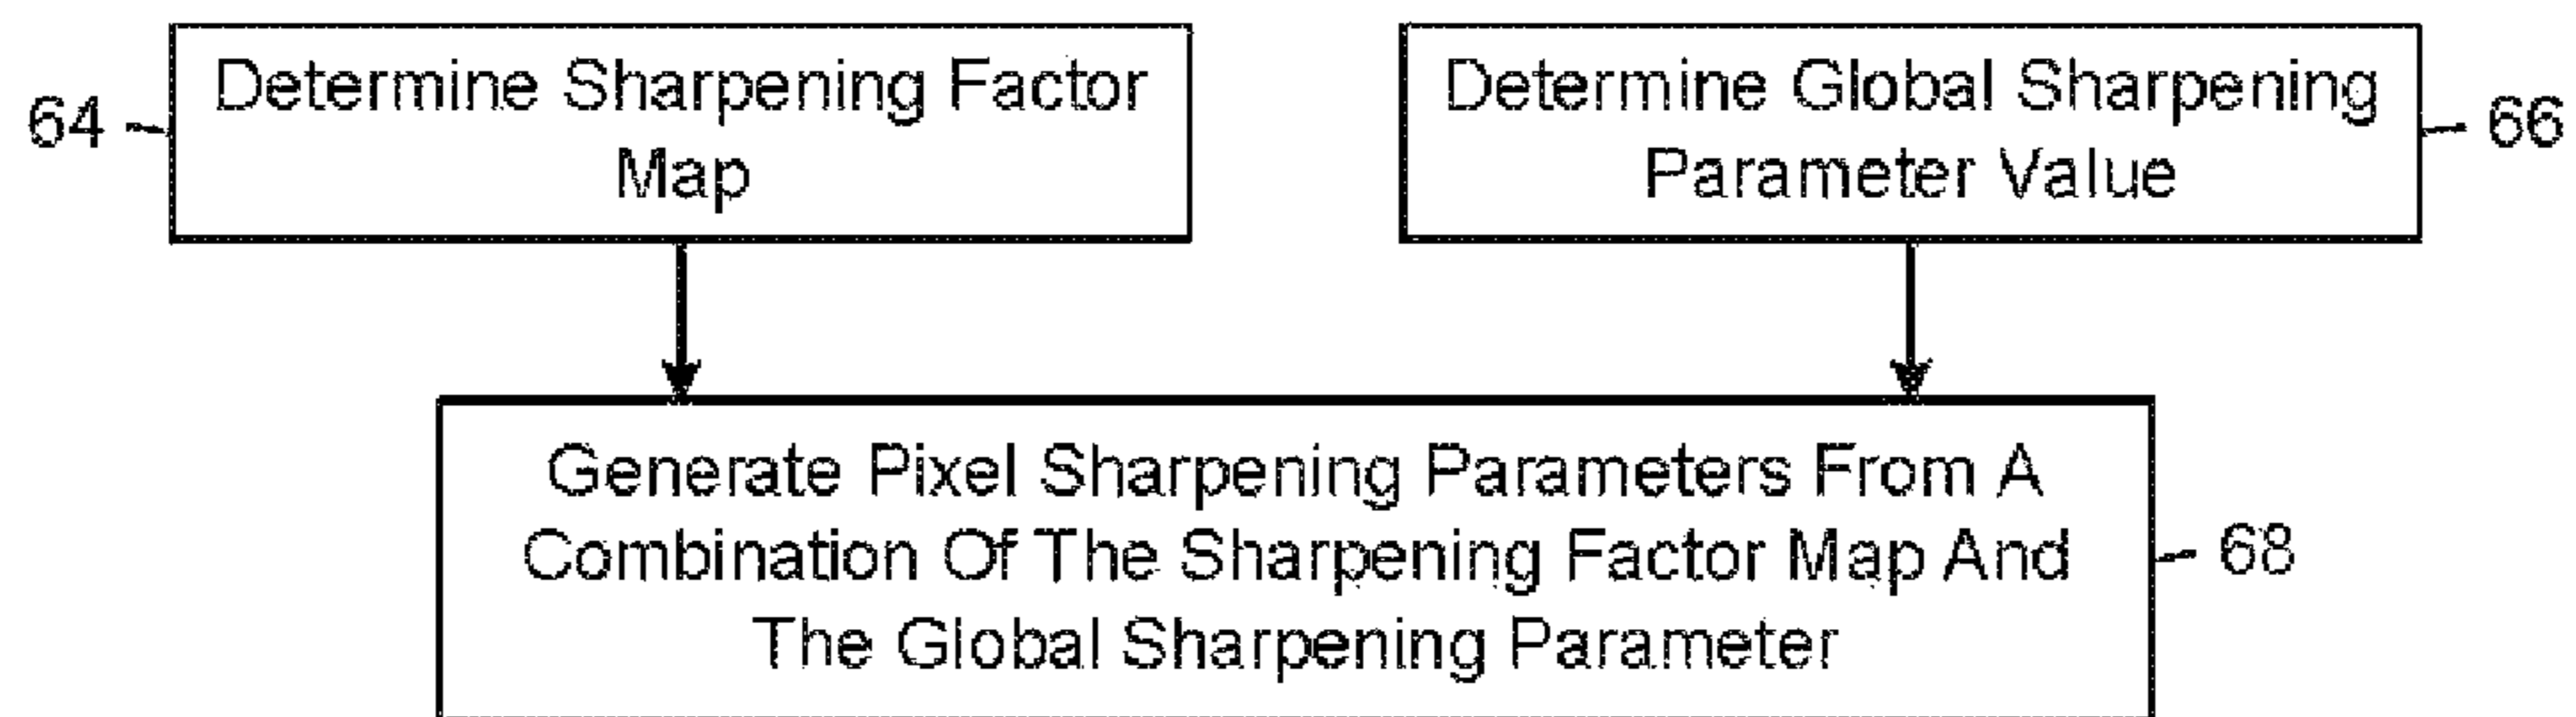 64
Determine Sharpening Factor
Map
Determine Global Sharpening
Parameter Value
66
Generate Pixel Sharpening Parameters From A
Combination Of The Sharpening Factor Map And
The Global Sharpening Parameter
68